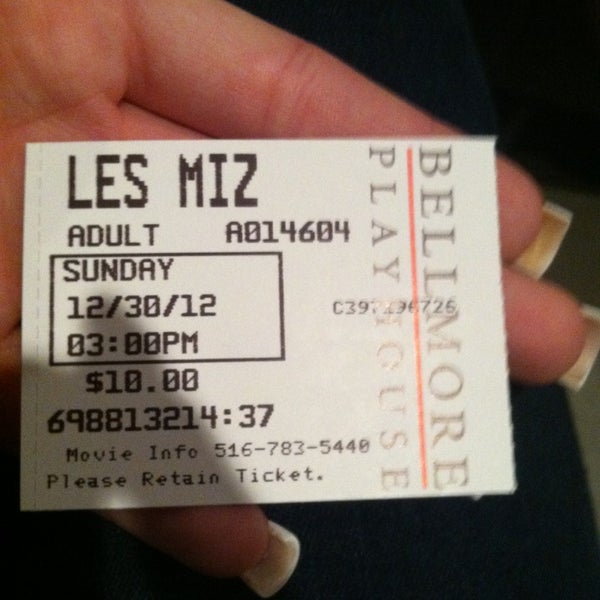 LES MIZ
ADULT A014604
SUNDAY
12/30/12
03:00PM
$10.00
698813214:37
Movie Info 516-783-5440
Please Retain Ticket.
BELLMORE
PLAYHOUSE